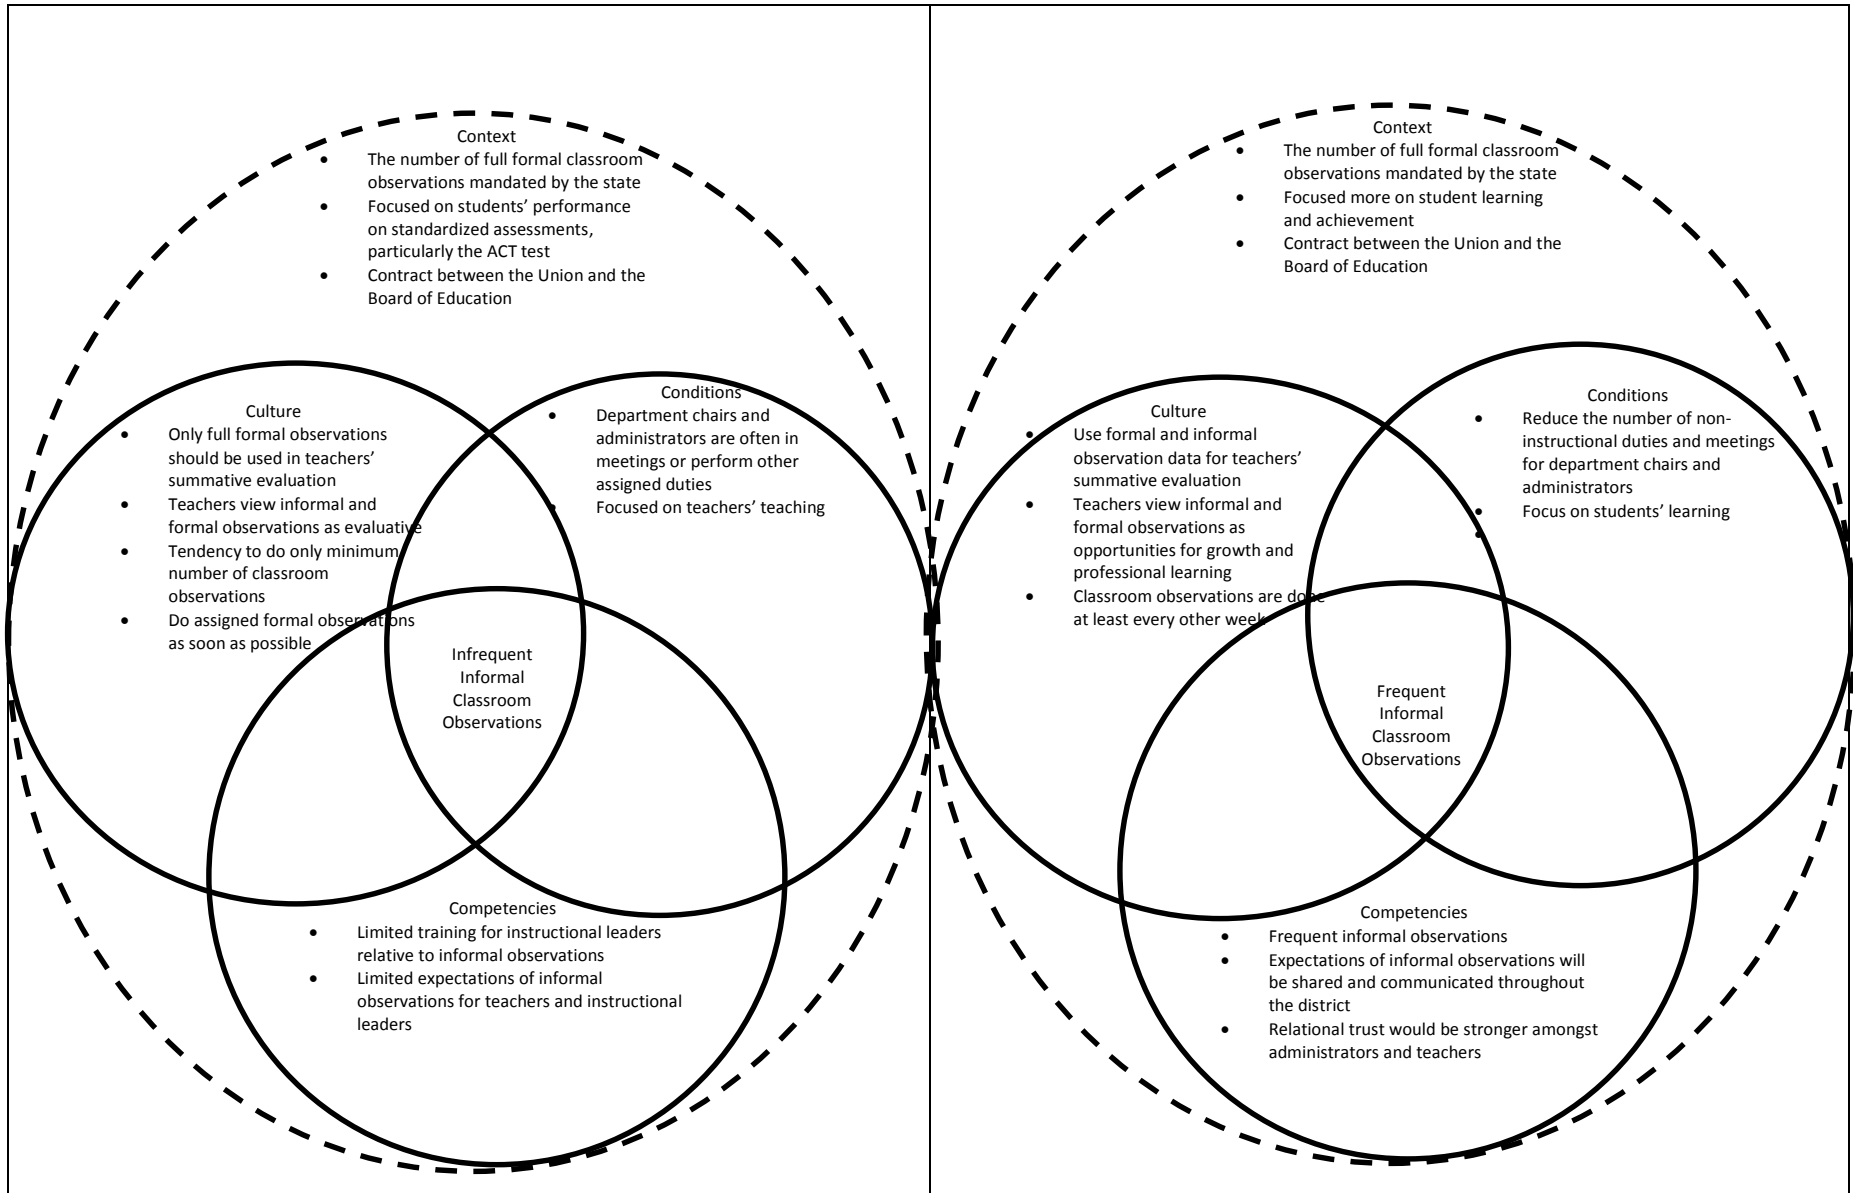 Context
• The number of full formal classroom
observations mandated by the state
• Focused on students’ performance
on standardized assessments,
particularly the ACT test
• Contract between the Union and the
Board of Education
Culture
• Only full formal observations
should be used in teachers’
summative evaluation
• Teachers view informal and
formal observations as evaluative
• Tendency to do only minimum
number of classroom
observations
• Do assigned formal observations
as soon as possible
Conditions
• Department chairs and
administrators are often in
meetings or perform other
assigned duties
• Focused on teachers’ teaching
Infrequent
Informal
Classroom
Observations
Competencies
• Limited training for instructional leaders
relative to informal observations
• Limited expectations of informal
observations for teachers and instructional
leaders
Context
• The number of full formal classroom
observations mandated by the state
• Focused more on student learning
and achievement
• Contract between the Union and the
Board of Education
Culture
• Use formal and informal
observation data for teachers’
summative evaluation
• Teachers view informal and
formal observations as
opportunities for growth and
professional learning
• Classroom observations are done
at least every other week
Conditions
• Reduce the number of non-
instructional duties and meetings
for department chairs and
administrators
• Focus on students’ learning
•
Frequent
Informal
Classroom
Observations
Competencies
• Frequent informal observations
• Expectations of informal observations will
be shared and communicated throughout
the district
• Relational trust would be stronger amongst
administrators and teachers